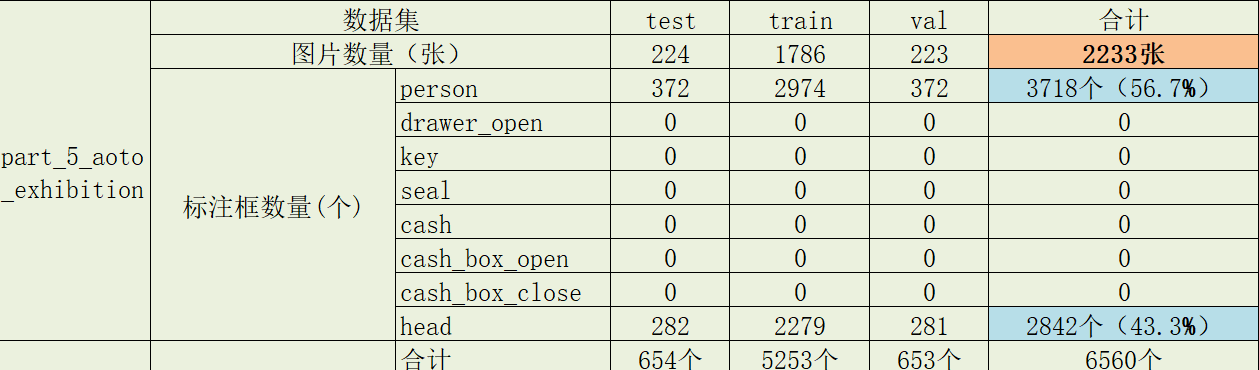 数据集 test train val 合计
图片数量（张） 224 1786 223 2233张
part_5_aoto
_exhibition
标注框数量(个)
person 372 2974 372 3718个（56.7%）
drawer_open 0 0 0 0
key 0 0 0 0
seal 0 0 0 0
cash 0 0 0 0
cash_box_open 0 0 0 0
cash_box_close 0 0 0 0
head 282 2279 281 2842个（43.3%）
合计 654个 5253个 653个 6560个